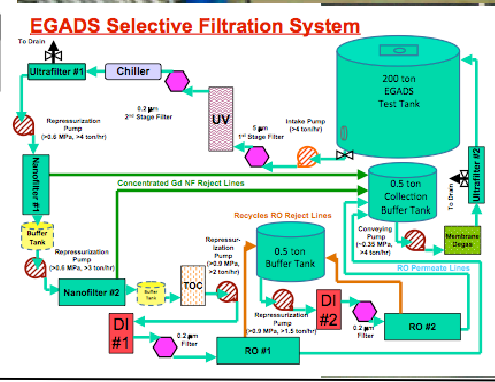 EGADS Selective Filtration System
To Drain
Ultrafilter #1
Chiller
0.2 µm
2nd Stage Filter
UV
5 µm
1st Stage Filter
Intake Pump
(>4 ton/hr)
200 ton
EGADS
Test Tank
Repressurization
Pump
(>0.6 MPa, >4 ton/hr)
Nanofilter #1
Concentrated Gd NF Reject Lines
0.5 ton
Collection
Buffer Tank
To Drain
Ultrafilter #2
Buffer
Tank
Recycles RO Reject Lines
Repressurization
Pump
(>0.6 MPa, >3 ton/hr)
Repressur-
ization
Pump
(>0.9 MPa,
>2 ton/hr)
0.5 ton
Buffer Tank
Conveying
Pump
(~0.35 MPa,
>4 ton/hr)
Membrane
Degas
RO Permeate Lines
Nanofilter #2
Buffer
Tank
TOC
DI
#1
0.2 µm
Filter
RO #1
Repressurization
Pump
(>0.9 MPa, >1.5 ton/hr)
DI
#2
0.2 µm
Filter
RO #2